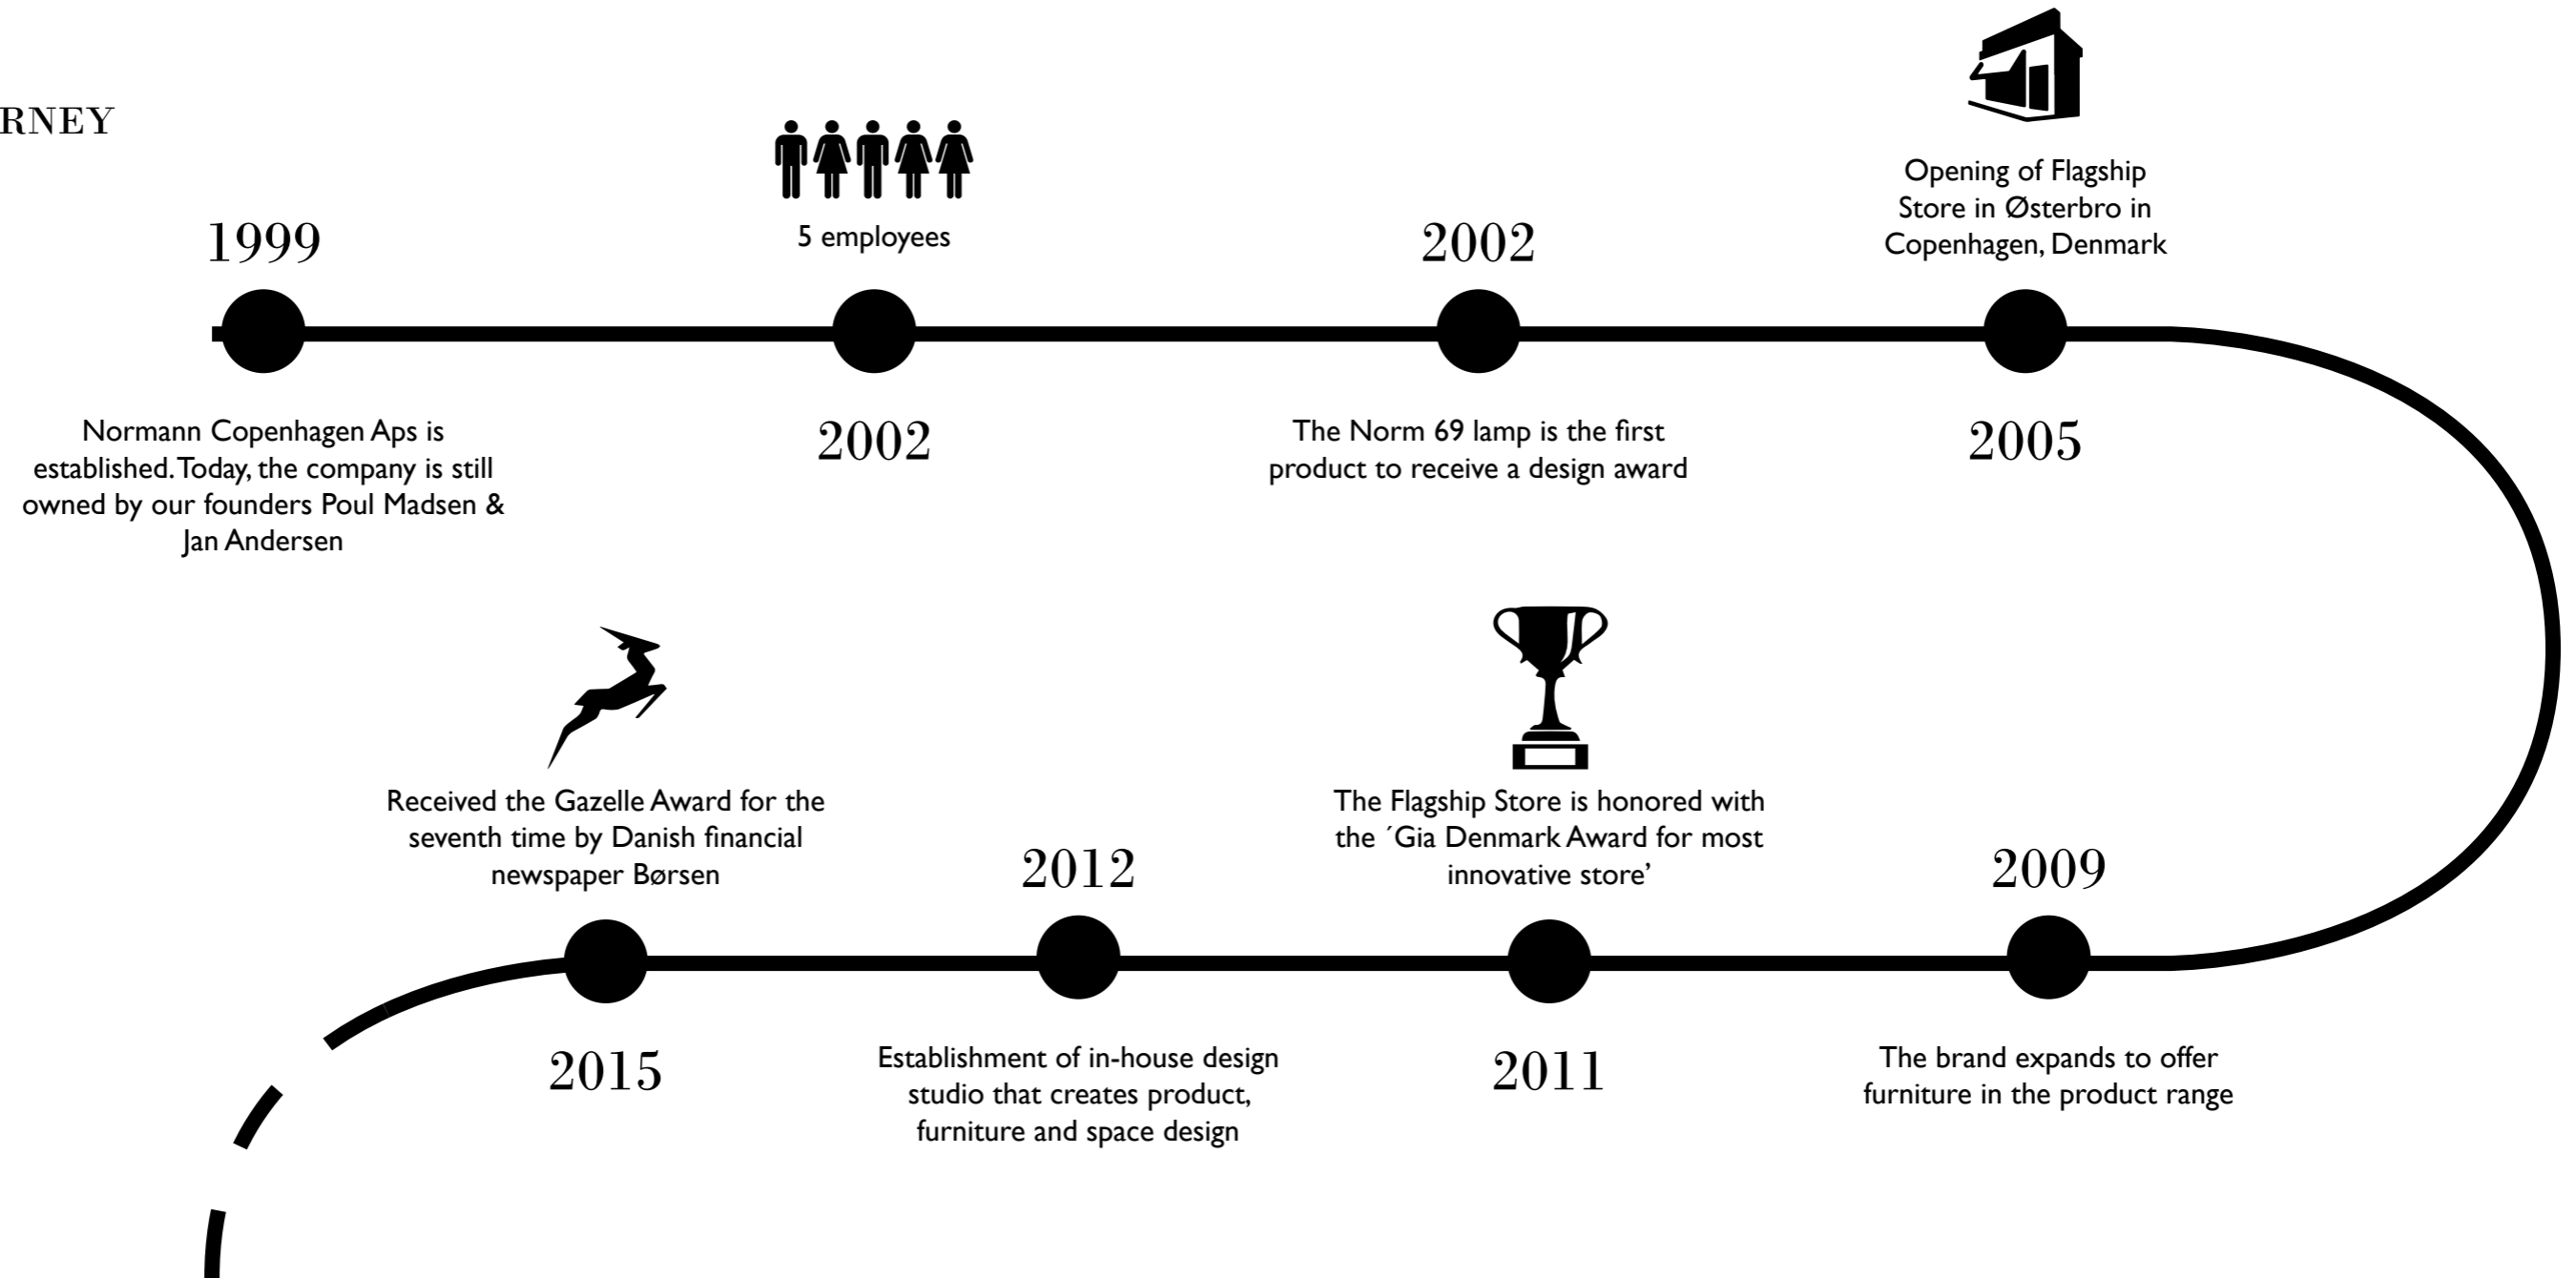 RNEY
1999
Normann Copenhagen Aps is
established. Today, the company is still
owned by our founders Poul Madsen &
Jan Andersen
5 employees
2002
2002
The Norm 69 lamp is the first
product to receive a design award
Opening of Flagship
Store in Østerbro in
Copenhagen, Denmark
2005
2009
The brand expands to offer
furniture in the product range
The Flagship Store is honored with
the ´Gia Denmark Award for most
innovative store’
2011
2012
Establishment of in-house design
studio that creates product,
furniture and space design
Received the Gazelle Award for the
seventh time by Danish financial
newspaper Børsen
2015